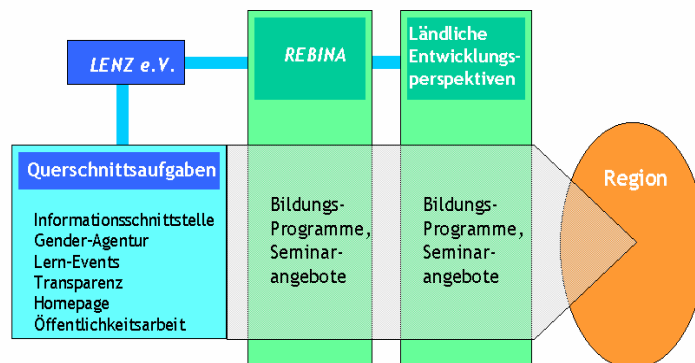 LENZ e.V.
REBINA
Ländliche
Entwicklungs-
perspektiven
Querschnittsaufgaben
Informationsschnittstelle
Gender-Agentur
Lern-Events
Transparenz
Homepage
Öffentlichkeitsarbeit
Bildungs-
Programme,
Seminar-
angebote
Bildungs-
Programme,
Seminar-
angebote
Region